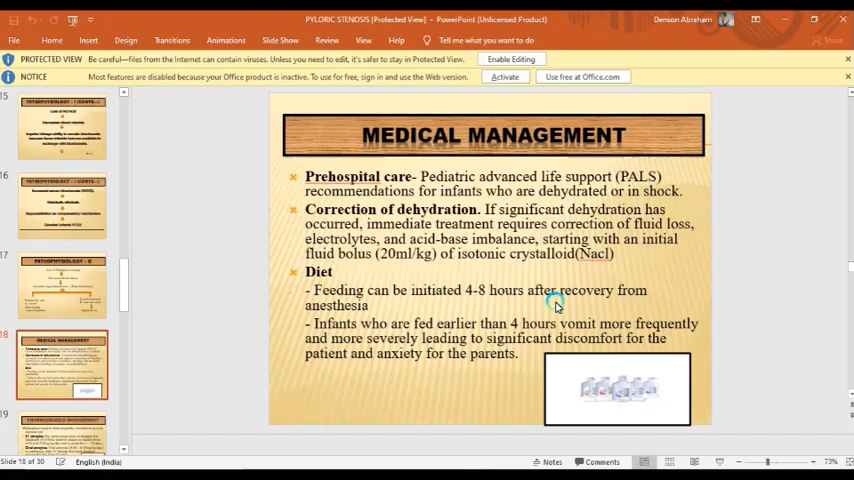 PYLORIC STENOSIS [Protected View] - PowerPoint (Unlicensed Product)
Denson Abraham
File Home Insert Design Transitions Animations Slide Show Review View Help Tell me what you want to do Share
PROTECTED VIEW Be careful—files from the Internet can contain viruses. Unless you need to edit, it's safer to stay in Protected View. Enable Editing
NOTICE Most features are disabled because your Office product is inactive. To use for free, sign in and use the Web version. Activate Use free at Office.com
15
16
17
18
MEDICAL MANAGEMENT
19
MEDICAL MANAGEMENT
Prehospital care- Pediatric advanced life support (PALS)
recommendations for infants who are dehydrated or in shock.
Correction of dehydration. If significant dehydration has
occurred, immediate treatment requires correction of fluid loss,
electrolytes, and acid-base imbalance, starting with an initial
fluid bolus (20ml/kg) of isotonic crystalloid(Nacl)
Diet
- Feeding can be initiated 4-8 hours after recovery from
anesthesia
- Infants who are fed earlier than 4 hours vomit more frequently
and more severely leading to significant discomfort for the
patient and anxiety for the parents.
Slide 18 of 30 English (India) Notes Comments 73%